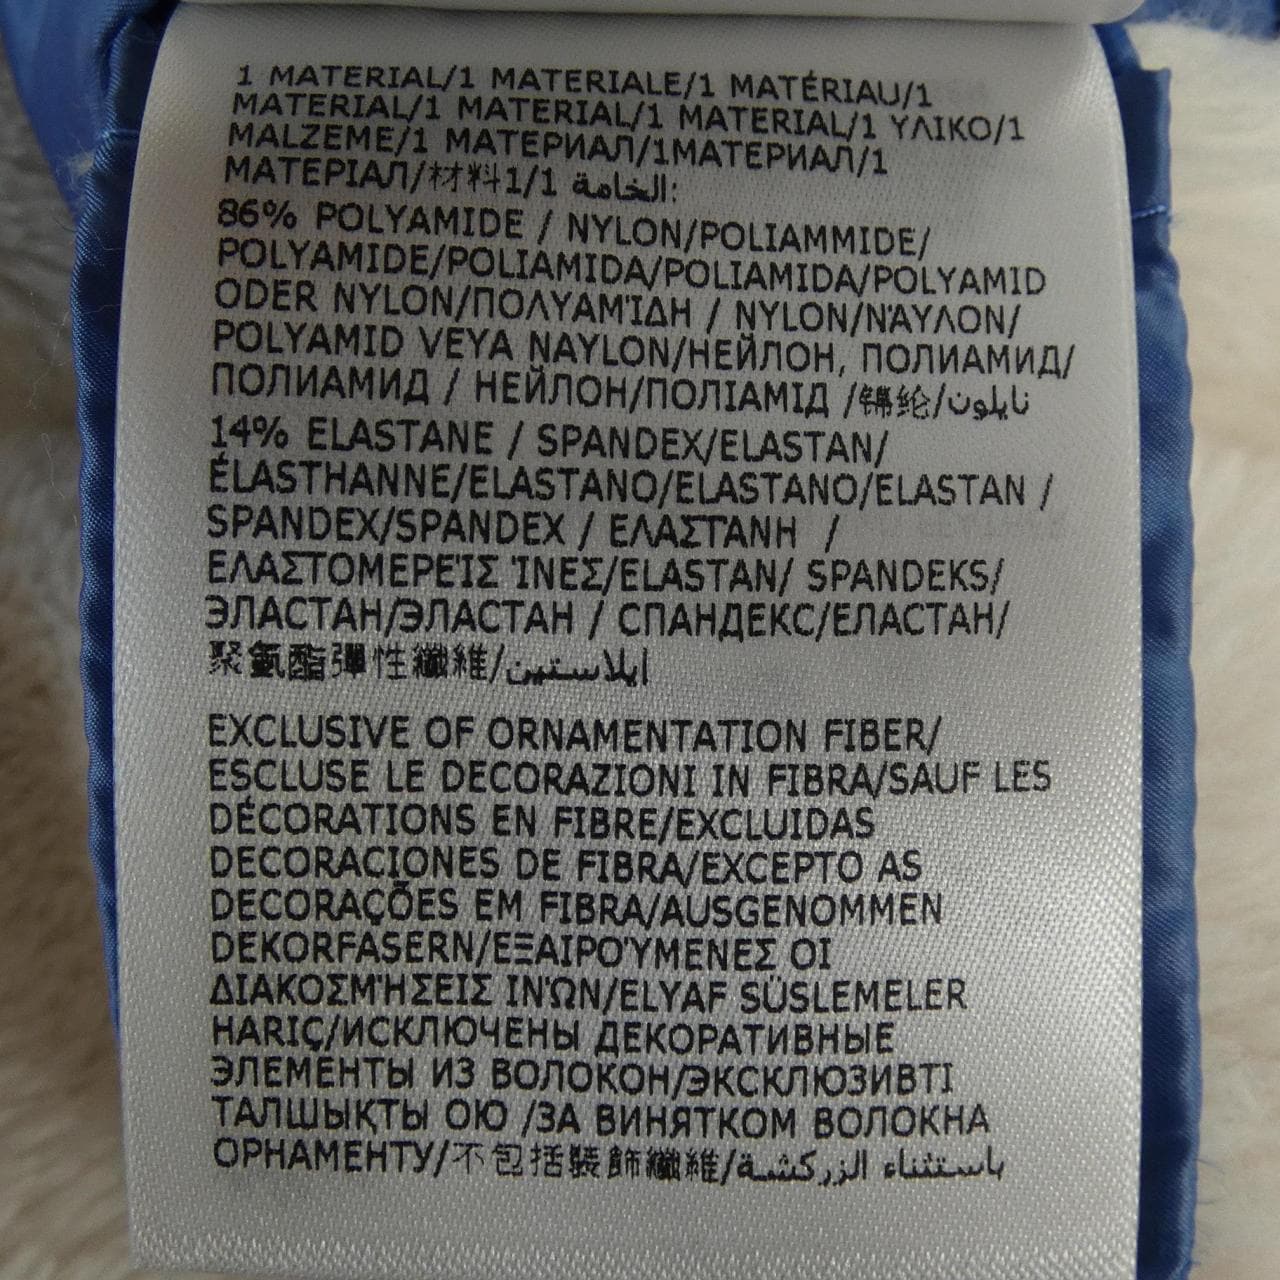 1 MATERIAL/1 MATERIALE/1 MATÉRIAU/1
MATERIAL/1 MATERIAL/1 MATERIAL/1 ΥΛΙΚΟ/1
MALZEME/1 МАТЕРИАЛ/1МАТЕРИАЛ/1
МАТЕРІАЛ/材料1/1 الخامة:
86% POLYAMIDE / NYLON/POLIAMMIDE/
POLYAMIDE/POLIAMIDA/POLIAMIDA/POLYAMID
ODER NYLON/ΠΟΛΥΑΜΊΔΗ / NYLON/ΝΆΥΛΟΝ/
POLYAMID VEYA NAYLON/НЕЙЛОН, ПОЛИАМИД/
ПОЛИАМИД / НЕЙЛОН/ПОЛІАМІД /锦纶/نايلون
14% ELASTANE / SPANDEX/ELASTAN/
ÉLASTHANNE/ELASTANO/ELASTANO/ELASTAN /
SPANDEX/SPANDEX / ΕΛΑΣΤΑΝΗ /
ΕΛΑΣΤΟΜΕΡΕΊΣ ΊΝΕΣ/ELASTAN/ SPANDEKS/
ЭЛАСТАН/ЭЛАСТАН / СПАНДЕКС/ЕЛАСТАН/
聚氨酯彈性纖維/ايلاستين
EXCLUSIVE OF ORNAMENTATION FIBER/
ESCLUSE LE DECORAZIONI IN FIBRA/SAUF LES
DÉCORATIONS EN FIBRE/EXCLUIDAS
DECORACIONES DE FIBRA/EXCEPTO AS
DECORAÇÕES EM FIBRA/AUSGENOMMEN
DEKORFASERN/ΕΞΑΙΡΟΎΜΕΝΕΣ ΟΙ
ΔΙΑΚΟΣΜΉΣΕΙΣ ΙΝΏΝ/ELYAF SÜSLEMELER
HARIÇ/ИСКЛЮЧЕНЫ ДЕКОРАТИВНЫЕ
ЭЛЕМЕНТЫ ИЗ ВОЛОКОН/ЭКСКЛЮЗИВТІ
ТАЛШЫҚТЫ ОЮ /ЗА ВИНЯТКОМ ВОЛОКНА
ОРНАМЕНТУ/不包括裝飾纖維/باستثناء الزركشة